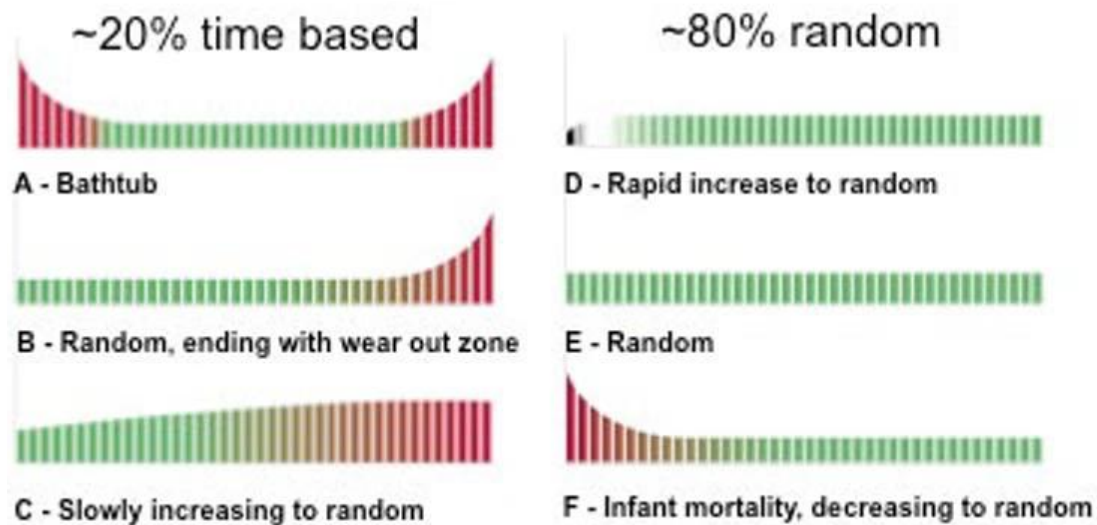 ~20% time based
A - Bathtub
B - Random, ending with wear out zone
C - Slowly increasing to random
~80% random
D - Rapid increase to random
E - Random
F - Infant mortality, decreasing to random